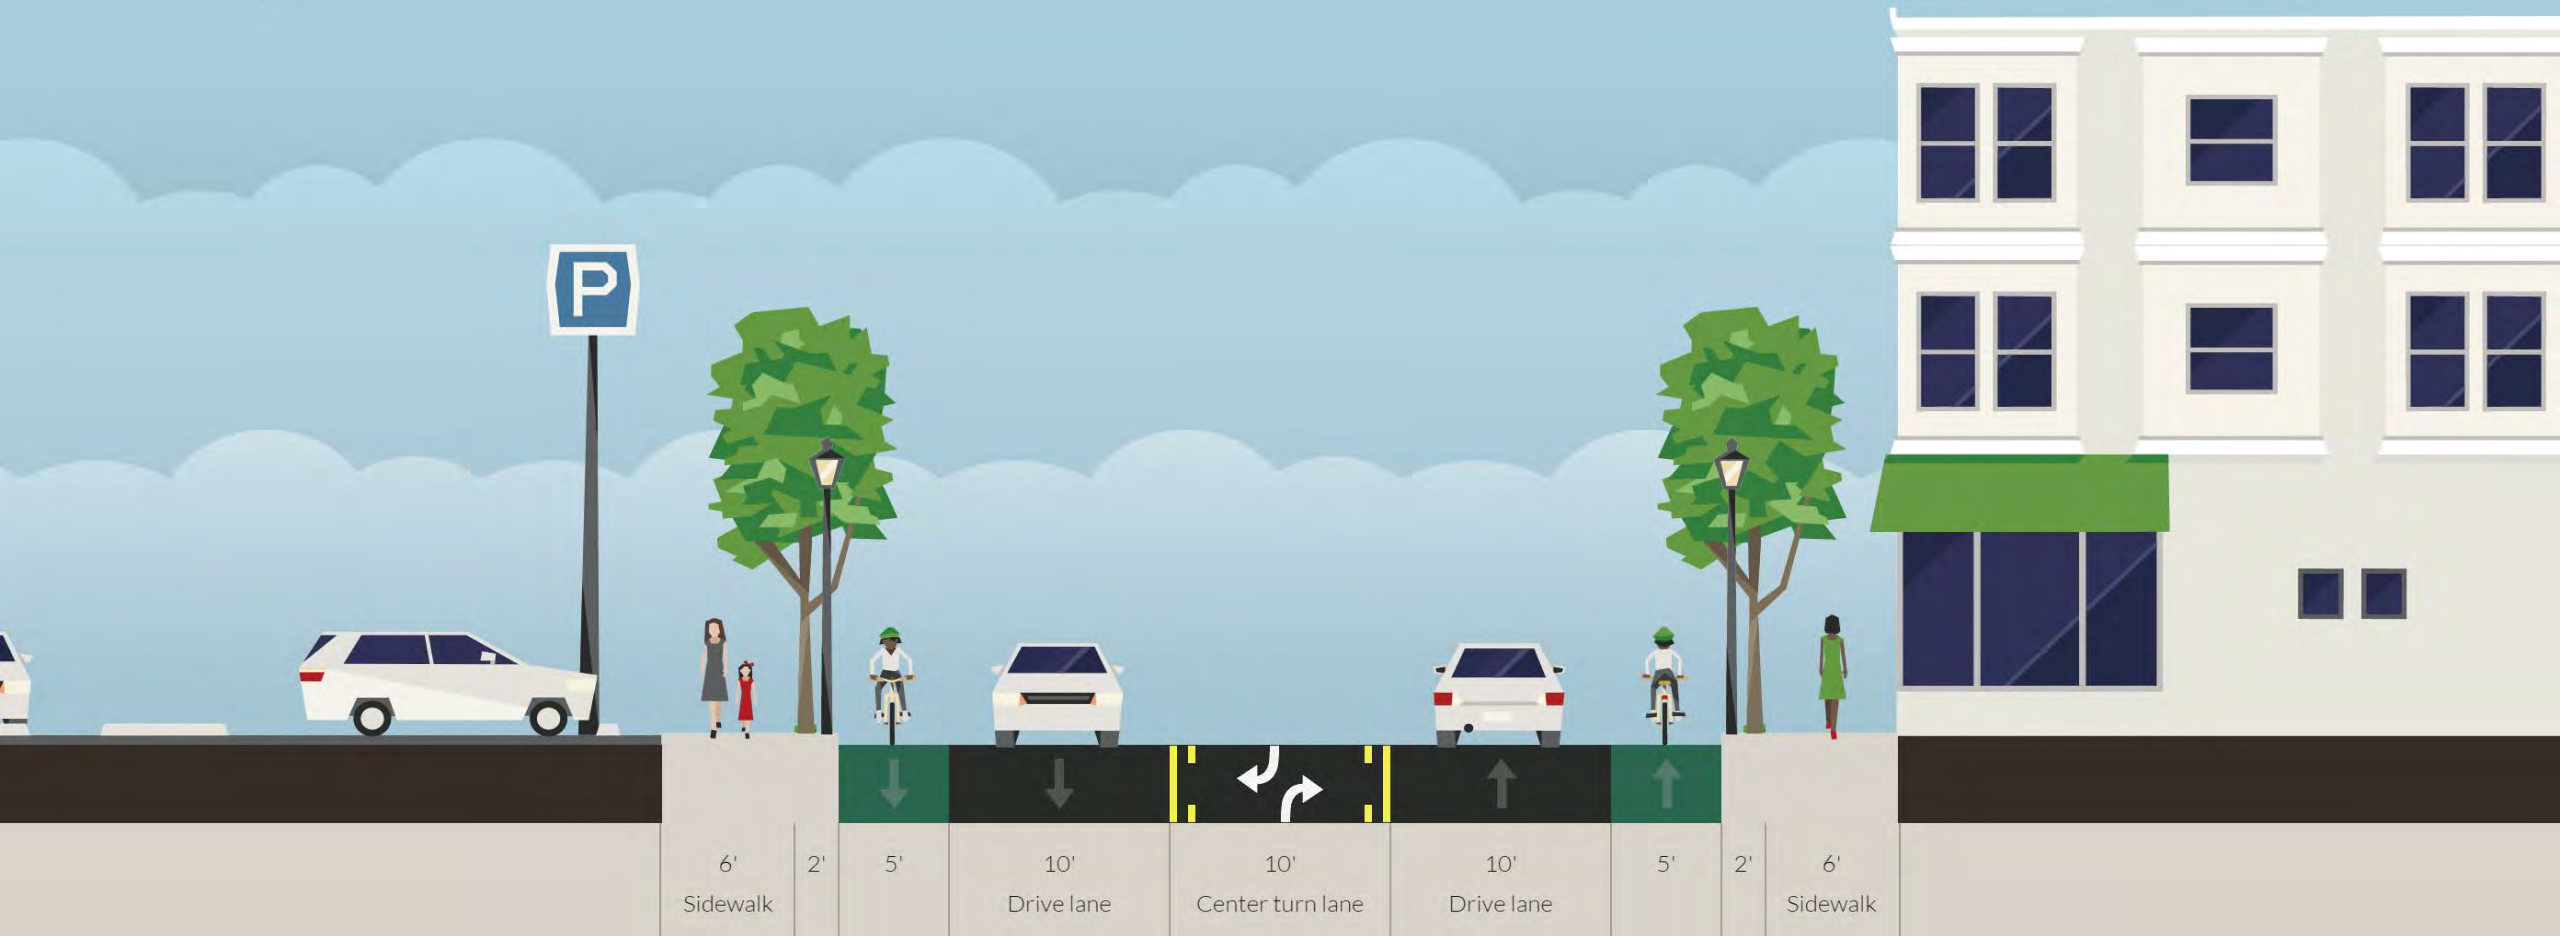 P
6' 2' 5' 10' 10' 10' 5' 2' 6'
Sidewalk Drive lane Center turn lane Drive lane Sidewalk